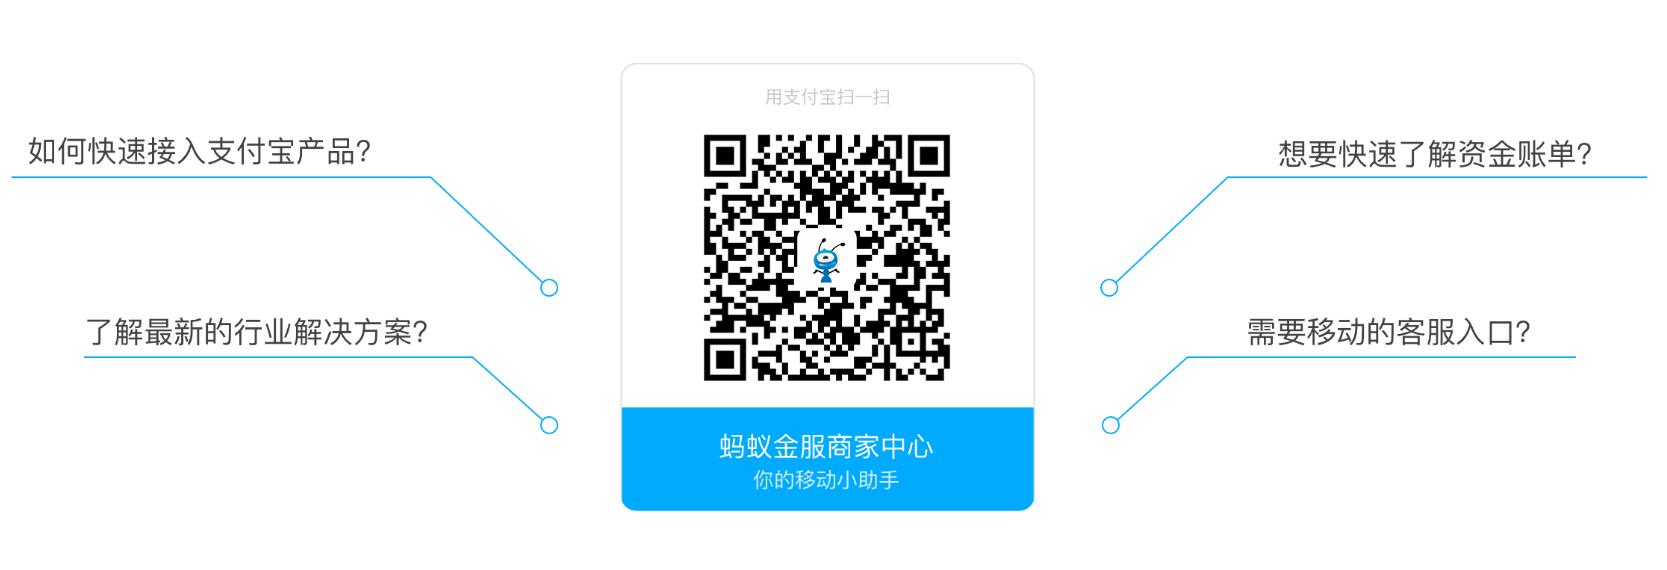 用支付宝扫一扫
如何快速接入支付宝产品?
想要快速了解资金账单?
了解最新的行业解决方案?
需要移动的客服入口?
蚂蚁金服商家中心
你的移动小助手